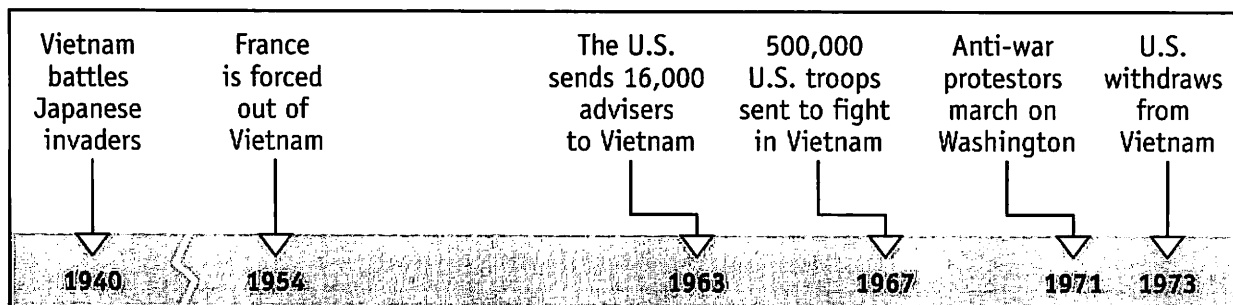 Vietnam
battles
Japanese
invaders
France
is forced
out of
Vietnam
The U.S.
sends 16,000
advisers
to Vietnam
500,000
U.S. troops
sent to fight
in Vietnam
Anti-war
protestors
march on
Washington
U.S.
withdraws
from
Vietnam
1940
1954
1963
1967
1971
1973